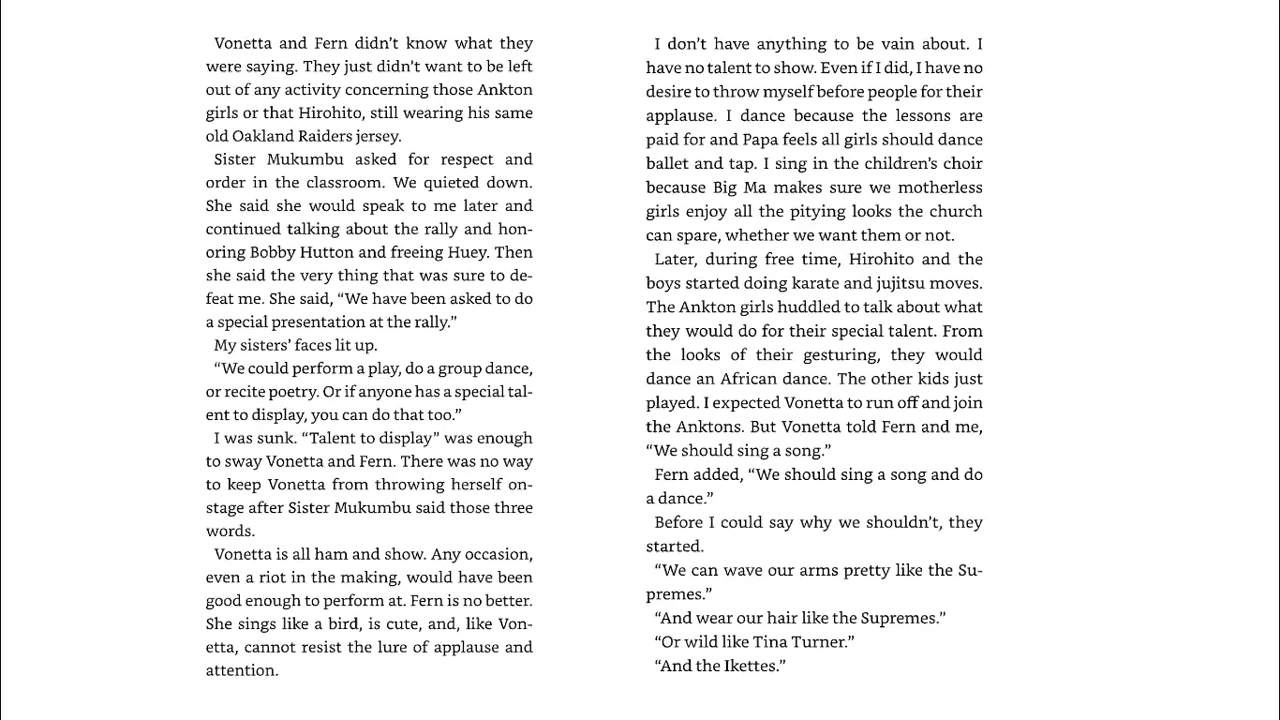 Vonetta and Fern didn’t know what they
were saying. They just didn’t want to be left
out of any activity concerning those Ankton
girls or that Hirohito, still wearing his same
old Oakland Raiders jersey.
Sister Mukumbu asked for respect and
order in the classroom. We quieted down.
She said she would speak to me later and
continued talking about the rally and hon-
oring Bobby Hutton and freeing Huey. Then
she said the very thing that was sure to de-
feat me. She said, “We have been asked to do
a special presentation at the rally.”
My sisters’ faces lit up.
“We could perform a play, do a group dance,
or recite poetry. Or if anyone has a special tal-
ent to display, you can do that too.”
I was sunk. “Talent to display” was enough
to sway Vonetta and Fern. There was no way
to keep Vonetta from throwing herself on-
stage after Sister Mukumbu said those three
words.
Vonetta is all ham and show. Any occasion,
even a riot in the making, would have been
good enough to perform at. Fern is no better.
She sings like a bird, is cute, and, like Von-
etta, cannot resist the lure of applause and
attention.
I don’t have anything to be vain about. I
have no talent to show. Even if I did, I have no
desire to throw myself before people for their
applause. I dance because the lessons are
paid for and Papa feels all girls should dance
ballet and tap. I sing in the children’s choir
because Big Ma makes sure we motherless
girls enjoy all the pitying looks the church
can spare, whether we want them or not.
Later, during free time, Hirohito and the
boys started doing karate and jujitsu moves.
The Ankton girls huddled to talk about what
they would do for their special talent. From
the looks of their gesturing, they would
dance an African dance. The other kids just
played. I expected Vonetta to run off and join
the Anktons. But Vonetta told Fern and me,
“We should sing a song.”
Fern added, “We should sing a song and do
a dance.”
Before I could say why we shouldn’t, they
started.
“We can wave our arms pretty like the Su-
premes.”
“And wear our hair like the Supremes.”
“Or wild like Tina Turner.”
“And the Ikettes.”